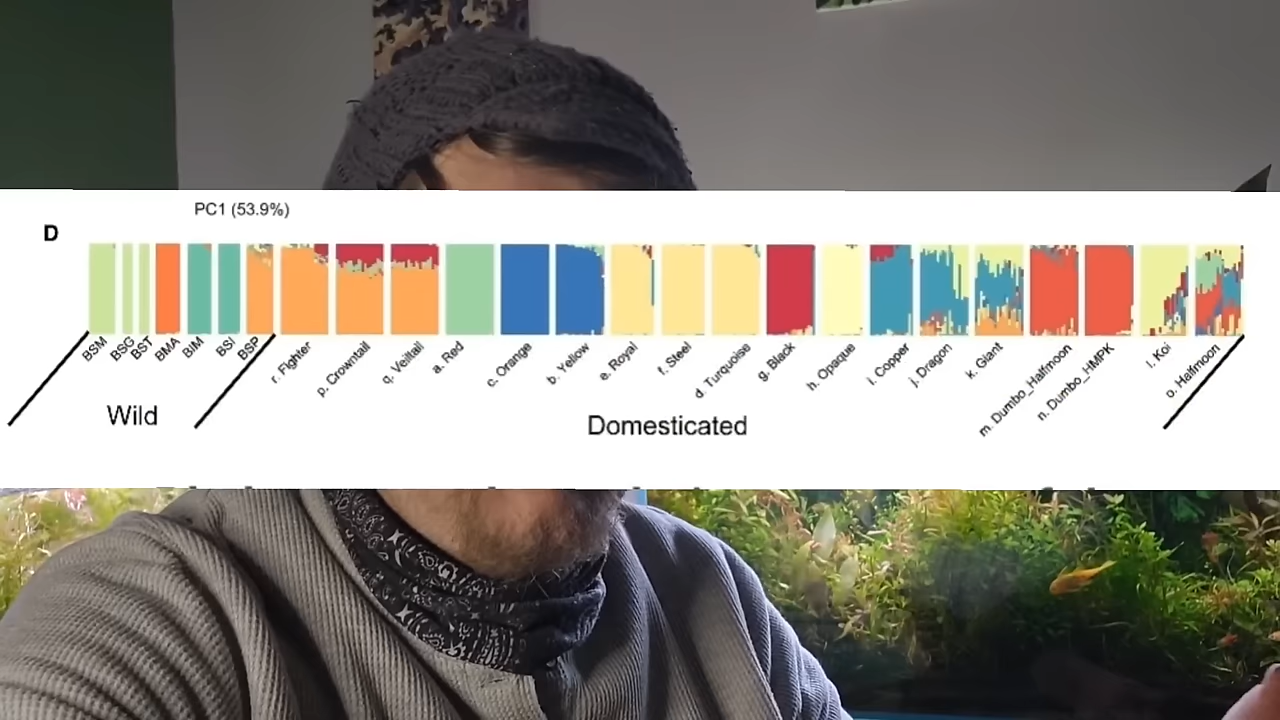 PC1 (53.9%)
D
BSM
BSG
BST
BMA
BIM
BSI
BSP
r. Fighter
p. Crowntail
q. Veiltail
a. Red
c. Orange
b. Yellow
e. Royal
f. Steel
d. Turquoise
g. Black
h. Opaque
i. Copper
j. Dragon
k. Giant
m. Dumbo_Halfmoon
n. Dumbo_HMPK
l. Koi
o. Halfmoon
Wild
Domesticated